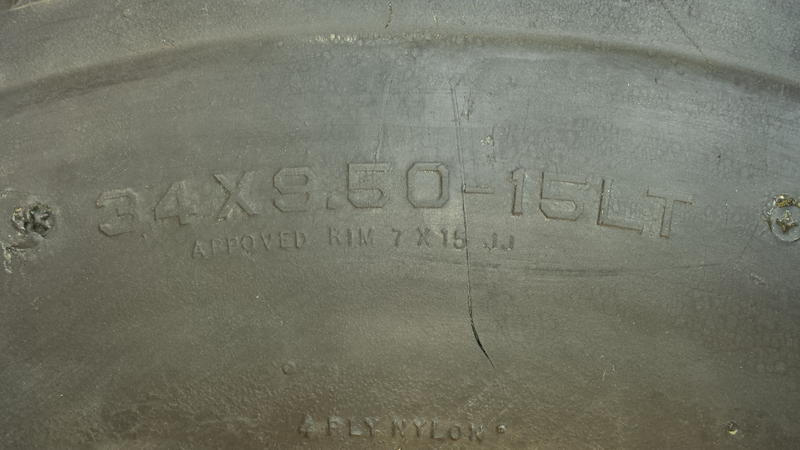 34X9.50-15LT
APPOVED RIM 7 X 15 JJ
4 PLY NYLON